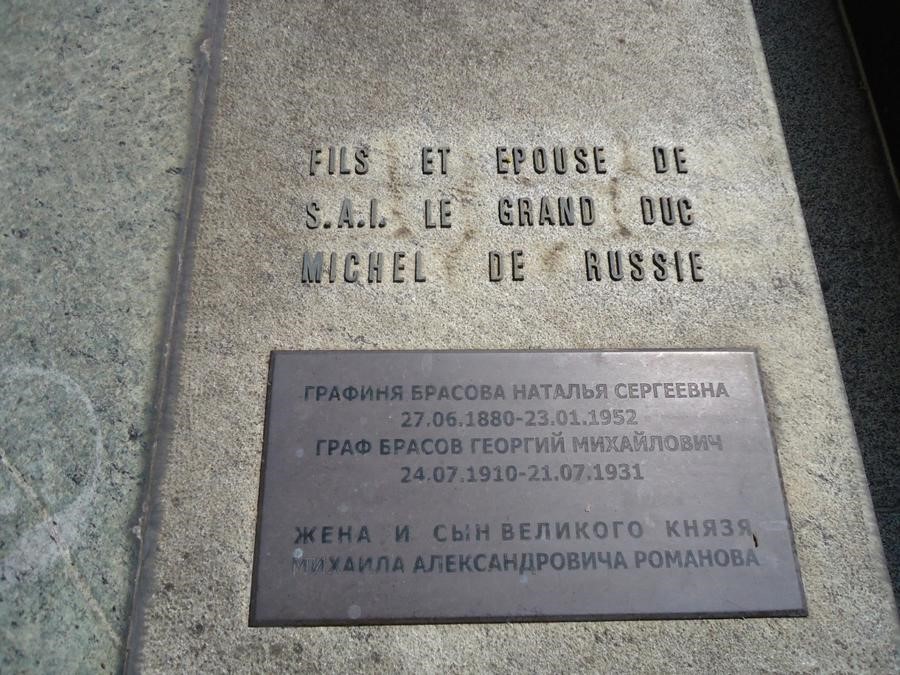 FILS ET EPOUSE DE
S.A.I. LE GRAND DUC
MICHEL DE RUSSIE
ГРАФИНЯ БРАСОВА НАТАЛЬЯ СЕРГЕЕВНА
27.06.1880-23.01.1952
ГРАФ БРАСОВ ГЕОРГИЙ МИХАЙЛОВИЧ
24.07.1910-21.07.1931
ЖЕНА И СЫН ВЕЛИКОГО КНЯЗЯ
МИХАИЛА АЛЕКСАНДРОВИЧА РОМАНОВА